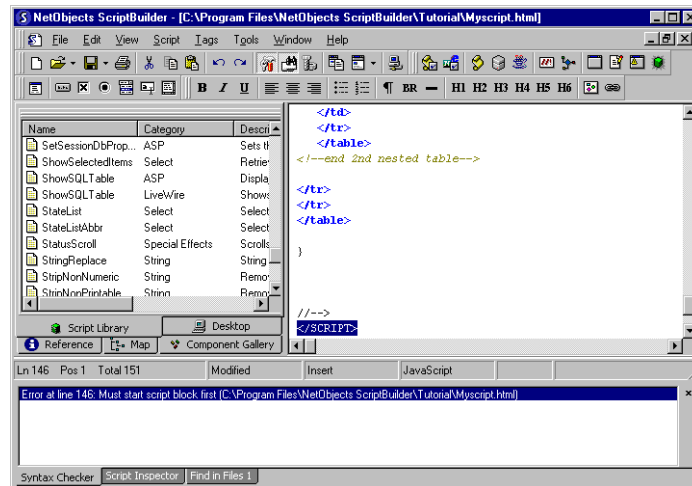 NetObjects ScriptBuilder - [C:\Program Files\NetObjects ScriptBuilder\Tutorial\Myscript.html]
File Edit View Script Tags Tools Window Help
B I U ¶ BR H1 H2 H3 H4 H5 H6
Name Category Descri
SetSessionDbProp... ASP Sets th
ShowSelectedItems Select Retrie
ShowSQLTable ASP Displa
ShowSQLTable LiveWire Shows
StateList Select Select
StateListAbbr Select Select
StatusScroll Special Effects Scrolls
StringReplace String String
StripNonNumeric String Remov
StripNonPrintable String Remov
Script Library Desktop
Reference Map Component Gallery
</td>
</tr>
</table>
<!--end 2nd nested table-->
</tr>
</tr>
</table>
}
//-->
</SCRIPT>
Ln 146 Pos 1 Total 151 Modified Insert JavaScript
Error at line 146: Must start script block first (C:\Program Files\NetObjects ScriptBuilder\Tutorial\Myscript.html)
Syntax Checker Script Inspector Find in Files 1